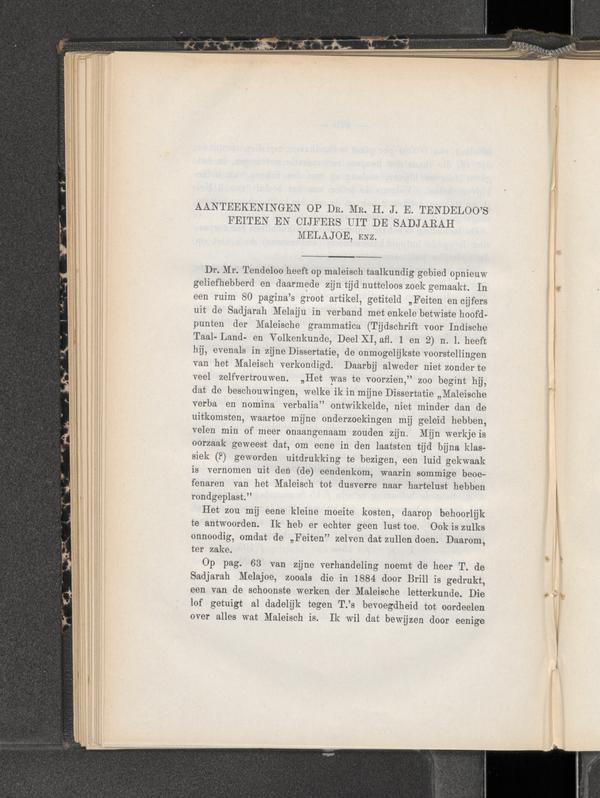 AANTEEKENINGEN OP DR. MR. H. J. E. TENDELOO'S
FEITEN EN CIJFERS UIT DE SADJARAH
MELAJOE, ENZ.
Dr. Mr. Tendeloo heeft op maleisch taalkundig gebied opnieuw
geliefhebberd en daarmede zijn tijd nutteloos zoek gemaakt. In
een ruim 80 pagina's groot artikel, getiteld „Feiten en cijfers
uit de Sadjarah Melaiju in verband met enkele betwiste hoofd-
punten der Maleische grammatica (Tijdschrift voor Indische
Taal- Land- en Volkenkunde, Deel XI, afl. 1 en 2) n. l. heeft
hij, evenals in zijne Dissertatie, de onmogelijkste voorstellingen
van het Maleisch verkondigd. Daarbij alweder niet zonder te
veel zelfvertrouwen. „Het was te voorzien," zoo begint hij,
dat de beschouwingen, welke ik in mijne Dissertatie „Maleische
verba en nomina verbalia" ontwikkelde, niet minder dan de
uitkomsten, waartoe mijne onderzoekingen mij geleid hebben,
velen min of meer onaangenaam zouden zijn. Mijn werkje is
oorzaak geweest dat, om eene in den laatsten tijd bijna klas-
siek (?) geworden uitdrukking te bezigen, een luid gekwaak
is vernomen uit den (de) eendenkom, waarin sommige beoe-
fenaren van het Maleisch tot dusverre naar hartelust hebben
rondgeplast."
Het zou mij eene kleine moeite kosten, daarop behoorlijk
te antwoorden. Ik heb er echter geen lust toe. Ook is zulks
onnoodig, omdat de „Feiten" zelven dat zullen doen. Daarom,
ter zake.
Op pag. 63 van zijne verhandeling noemt de heer T. de
Sadjarah Melajoe, zooals die in 1884 door Brill is gedrukt,
een van de schoonste werken der Maleische letterkunde. Die
lof getuigt al dadelijk tegen T.'s bevoegdheid tot oordeelen
over alles wat Maleisch is. Ik wil dat bewijzen door eenige